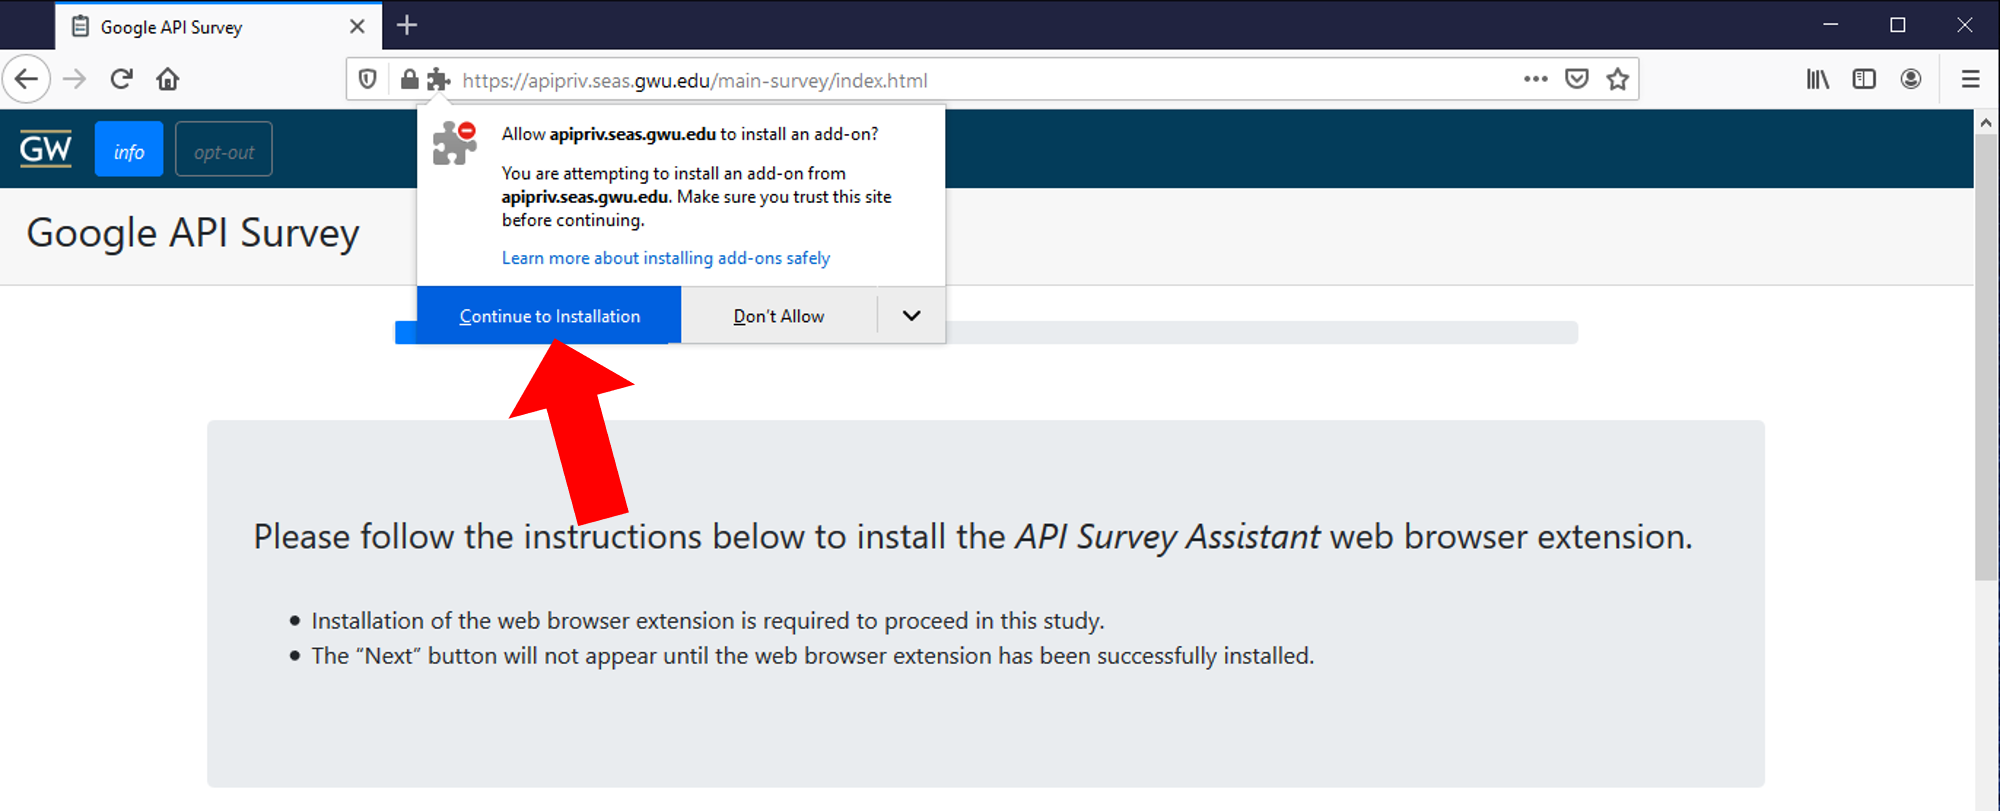 Google API Survey
https://apipriv.seas.gwu.edu/main-survey/index.html
GW
info
opt-out
Allow apipriv.seas.gwu.edu to install an add-on?
You are attempting to install an add-on from
apipriv.seas.gwu.edu. Make sure you trust this site
before continuing.
Learn more about installing add-ons safely
Continue to Installation
Don't Allow
Google API Survey
Please follow the instructions below to install the API Survey Assistant web browser extension.
• Installation of the web browser extension is required to proceed in this study.
• The “Next” button will not appear until the web browser extension has been successfully installed.